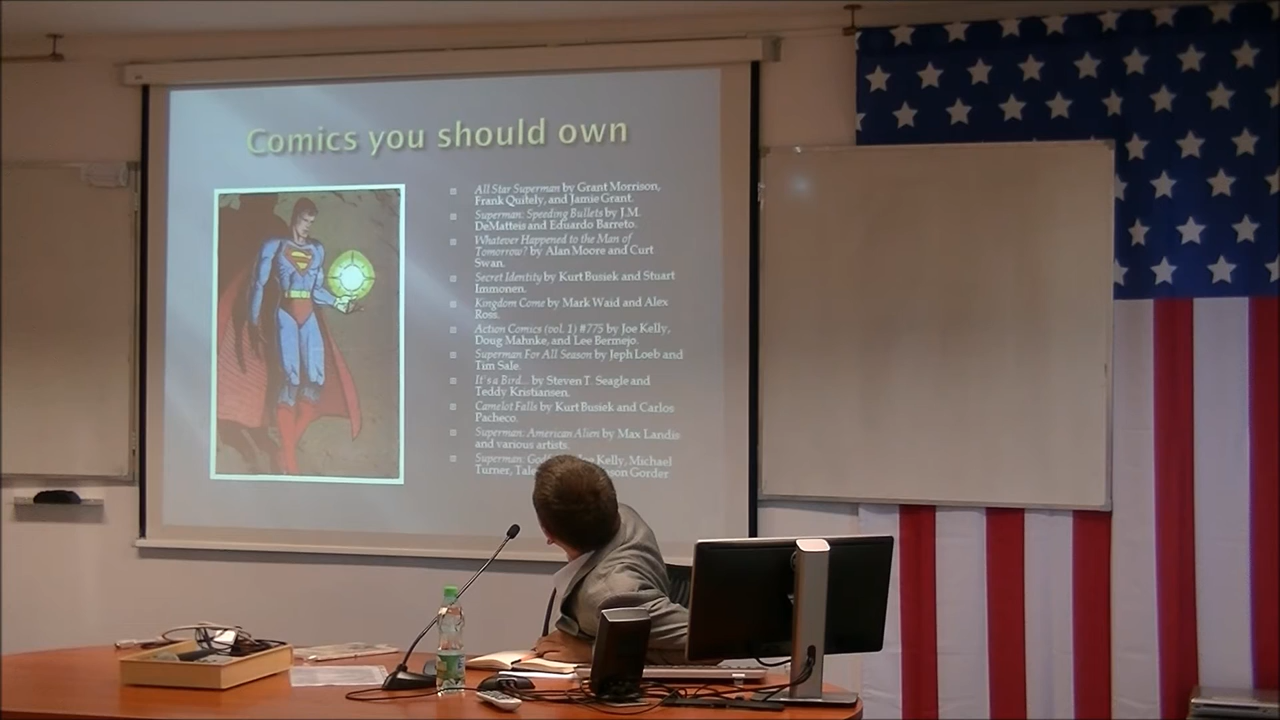 Comics you should own
All Star Superman by Grant Morrison,
Frank Quitely, and Jamie Grant.
Superman: Speeding Bullets by J.M.
DeMatteis and Eduardo Barreto.
Whatever Happened to the Man of
Tomorrow? by Alan Moore and Curt
Swan.
Secret Identity by Kurt Busiek and Stuart
Immonen.
Kingdom Come by Mark Waid and Alex
Ross.
Action Comics (vol. 1) #775 by Joe Kelly,
Doug Mahnke, and Lee Bermejo.
Superman For All Season by Jeph Loeb and
Tim Sale.
It's a Bird... by Steven T. Seagle and
Teddy Kristiansen.
Camelot Falls by Kurt Busiek and Carlos
Pacheco.
Superman: American Alien by Max Landis
and various artists.
Superman: Kelly, Michael
Turner, Gorder